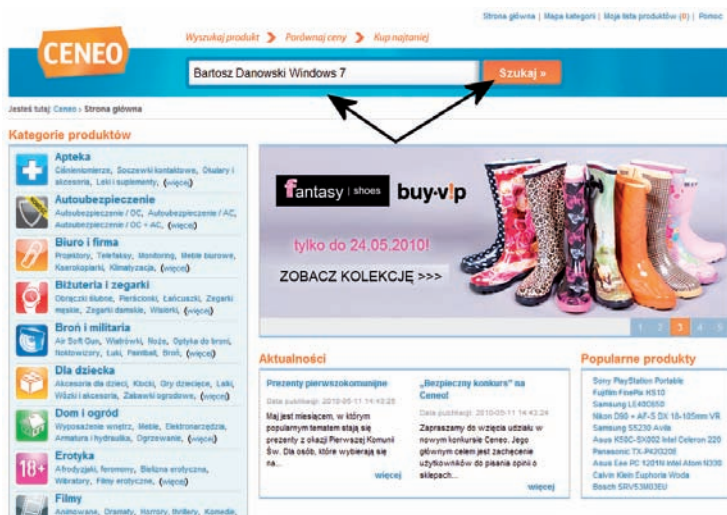 Strona główna | Mapa kategorii | Moja lista produktów (0) | Pomoc
CENEO
Wyszukaj produkt > Porównaj ceny > Kup najtaniej
Bartosz Danowski Windows 7
Szukaj »
Jesteś tutaj: Ceneo > Strona główna
Kategorie produktów
Apteka
Ciśnieniomierze, Soczewki kontaktowe, Okulary i
akcesoria, Leki i suplementy, (więcej)
Autoubezpieczenie
Autoubezpieczenie / OC, Autoubezpieczenie / AC,
Autoubezpieczenie / OC + AC, (więcej)
Biuro i firma
Projektory, Telefaksy, Monitoring, Meble biurowe,
Kserokopiarki, Klimatyzacja, (więcej)
Biżuteria i zegarki
Obrączki ślubne, Pierścionki, Łańcuszki, Zegarki
męskie, Zegarki damskie, Wisiorki, (więcej)
Broń i militaria
Air Soft Gun, Wiatrówki, Noże, Optyka do broni,
Noktowizory, Łuki, Paintball, Broń, (więcej)
Dla dziecka
Akcesoria dla dzieci, Klocki, Gry dziecięce, Lalki,
Wózki i akcesoria, Zabawki ogrodowe, (więcej)
Dom i ogród
Wyposażenie wnętrz, Meble, Elektronarzędzia,
Armatura i hydraulika, Ogrzewanie, (więcej)
18+
Erotyka
Afrodyzjaki, feromony, Bielizna erotyczna,
Wibratory, Filmy erotyczne, (więcej)
Filmy
Animowane, Dramaty, Horrory, thrillery, Komedie,
fantasy | shoes buy·v!p
tylko do 24.05.2010!
ZOBACZ KOLEKCJĘ >>>
1 2 3 4 5
Aktualności
Prezenty pierwszokomunijne
Data publikacji: 2010-05-11 14:43:25
Maj jest miesiącem, w którym
popularnym tematem stają się
prezenty z okazji Pierwszej Komunii
Św. Dla osób, które wybierają się
na...
więcej
„Bezpieczny konkurs” na
Ceneo!
Data publikacji: 2010-05-11 14:43:24
Zapraszamy do wzięcia udziału w
nowym konkursie Ceneo. Jego
głównym celem jest zachęcenie
użytkowników do pisania opinii o
sklepach...
więcej
Popularne produkty
Sony PlayStation Portable
Fujifilm FinePix HS10
Samsung LE40C650
Nikon D90 + AF-S DX 18-105mm VR
Samsung S5230 Avila
Asus K50C-SX002 Intel Celeron 220
Panasonic TX-P42G20E
Asus Eee PC 1201N Intel Atom N330
Calvin Klein Euphoria Woda
Bosch SRV53M03EU